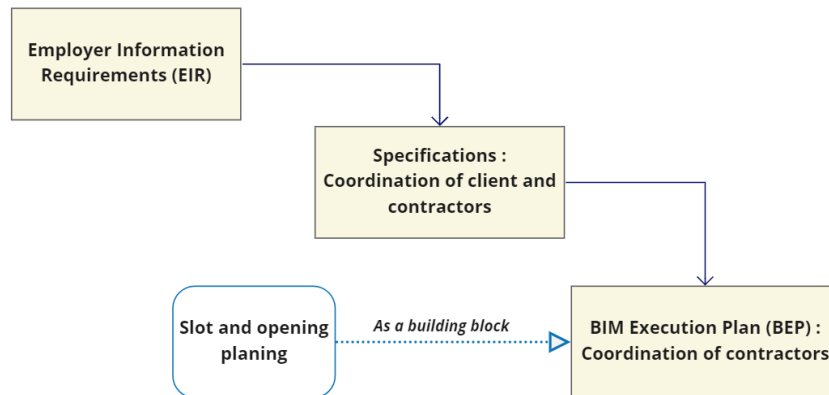 Employer Information
Requirements (EIR)
Specifications :
Coordination of client and
contractors
Slot and opening
planing
As a building block
BIM Execution Plan (BEP) :
Coordination of contractors